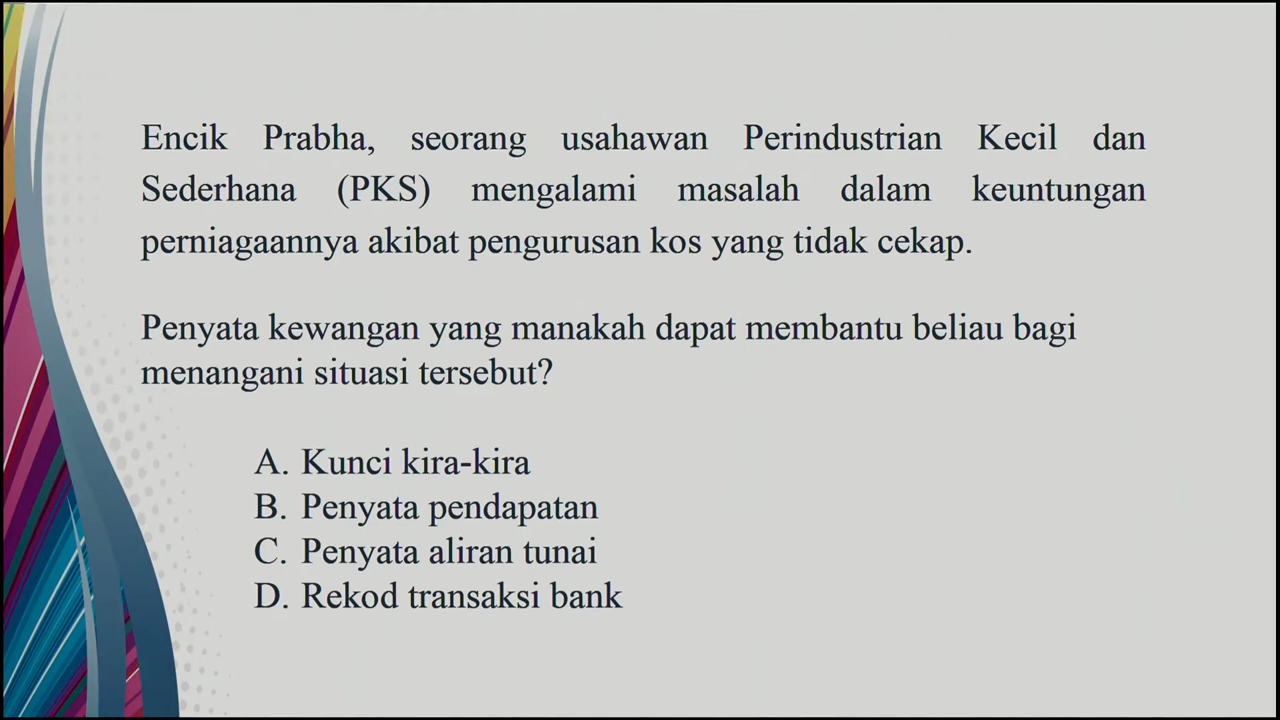 Encik Prabha, seorang usahawan Perindustrian Kecil dan
Sederhana (PKS) mengalami masalah dalam keuntungan
perniagaannya akibat pengurusan kos yang tidak cekap.
Penyata kewangan yang manakah dapat membantu beliau bagi
menangani situasi tersebut?
A. Kunci kira-kira
B. Penyata pendapatan
C. Penyata aliran tunai
D. Rekod transaksi bank